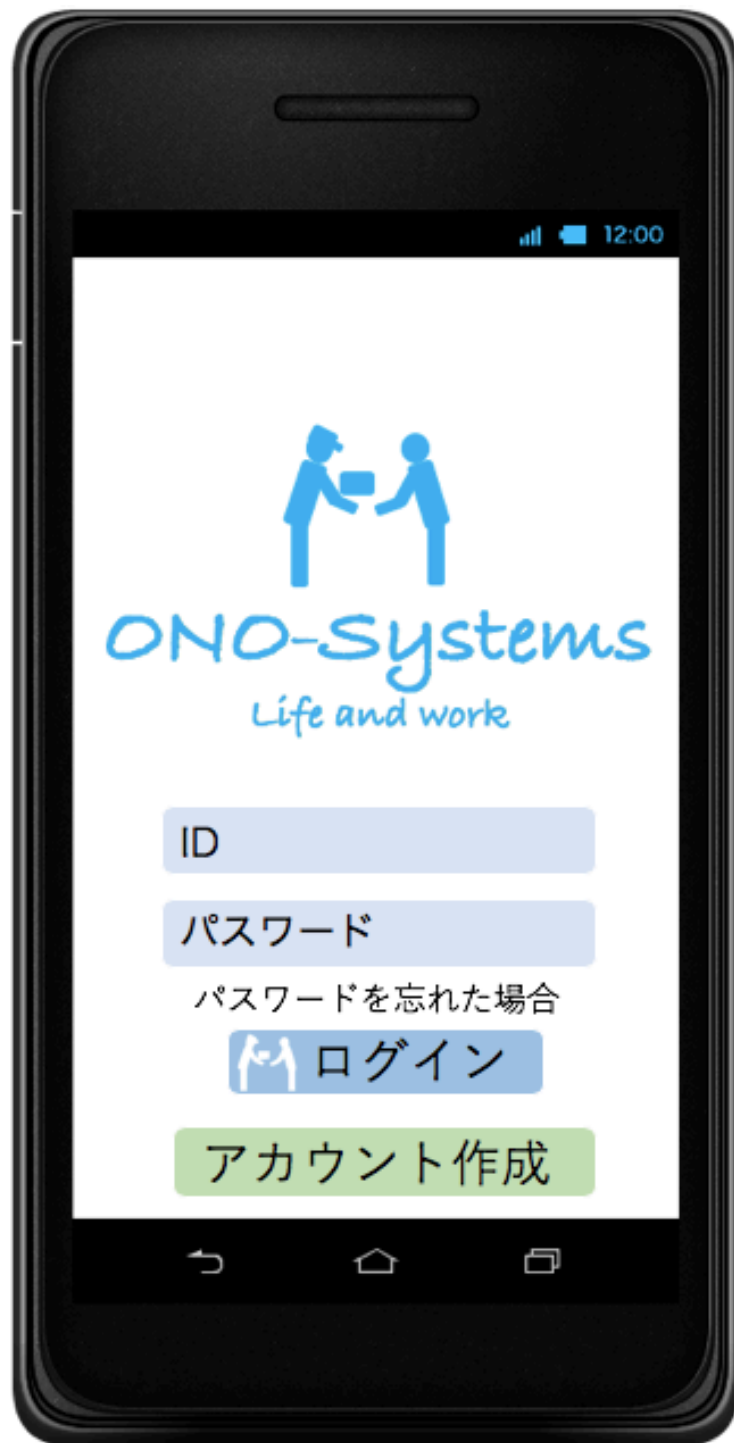 12:00
ONO-Systems
Life and work
ID
パスワード
パスワードを忘れた場合
ログイン
アカウント作成